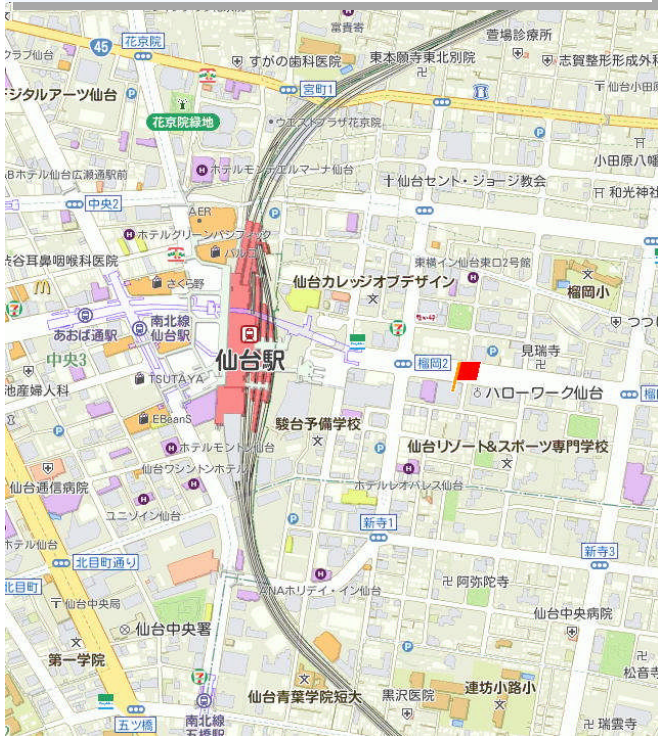 富貴寺
萱場診療所
花京院
45
クラブ仙台
すがの歯科医院
東本願寺東北別院
志賀整形形成外科
宮町1
仙台小田原
ジタルアーツ仙台
花京院緑地
ウエストプラザ花京院
小田原八幡
ABホテル仙台広瀬通駅前
ホテルモンテエルマーナ仙台
仙台セント・ジョージ教会
和光神社
中央2
AER
ホテルグリーンパシフィック
パルコ
渋谷耳鼻咽喉科医院
東横イン仙台東口2号館
さくら野
仙台カレッジオブデザイン
榴岡小
あおば通駅
南北線
仙台駅
つつじ
中央3
仙台駅
榴岡2
見瑞寺
TSUTAYA
ハローワーク仙台
榴
池産婦人科
EBeanS
駿台予備学校
ホテルモントレ仙台
仙台リゾート&スポーツ専門学校
仙台ワシントンホテル
仙台逓信病院
ホテルレオパレス仙台
ユニゾイン仙台
新寺1
ホテル仙台
新寺3
北目町通り
北目町
ANAホリデイ・イン仙台
阿弥陀寺
仙台中央局
仙台中央署
仙台中央病院
第一学院
松音寺
仙台青葉学院短大
黒沢医院
連坊小路小
五ツ橋
南北線
五橋駅
瑞雲寺